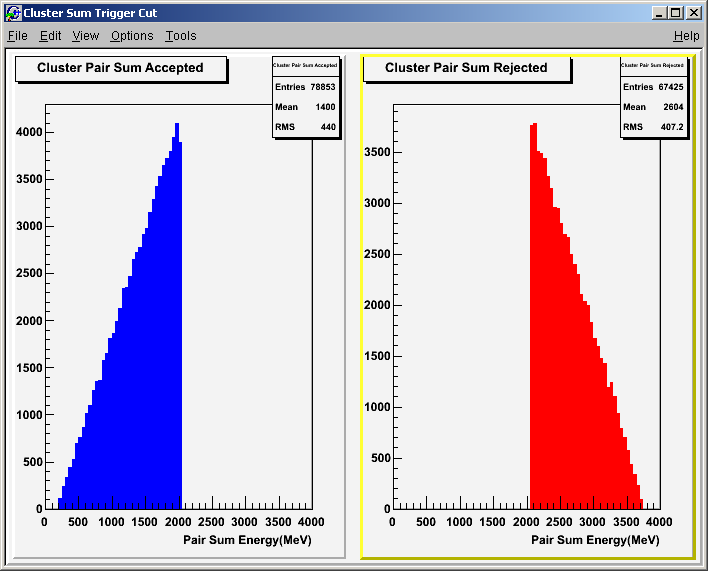 Cluster Sum Trigger Cut
File Edit View Options Tools Help
Cluster Pair Sum Accepted
Cluster Pair Sum Accepted
Entries 78853
Mean 1400
RMS 440
4000
3500
3000
2500
2000
1500
1000
500
0
0 500 1000 1500 2000 2500 3000 3500 4000
Pair Sum Energy(MeV)
Cluster Pair Sum Rejected
Cluster Pair Sum Rejected
Entries 67425
Mean 2604
RMS 407.2
3500
3000
2500
2000
1500
1000
500
0
0 500 1000 1500 2000 2500 3000 3500 4000
Pair Sum Energy(MeV)